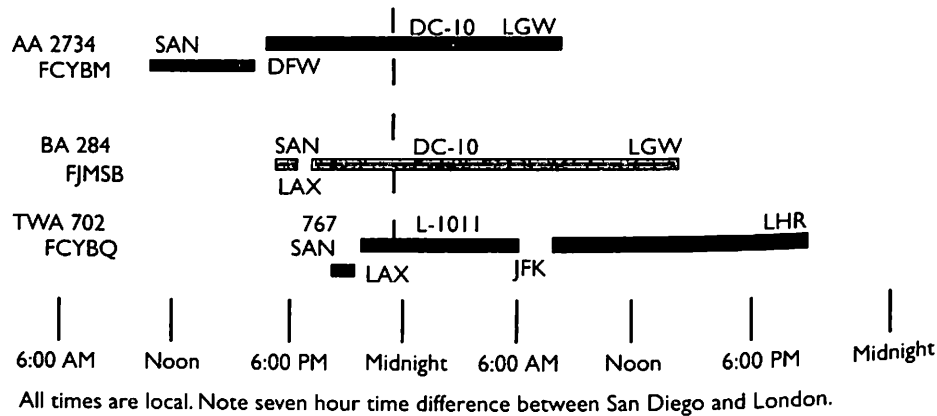 DC-10 LGW
AA 2734 SAN
FCYBM DFW
BA 284 SAN DC-10 LGW
FJMSB LAX
TWA 702 767 L-1011 LHR
FCYBQ SAN
LAX JFK
6:00 AM Noon 6:00 PM Midnight 6:00 AM Noon 6:00 PM Midnight
All times are local. Note seven hour time difference between San Diego and London.